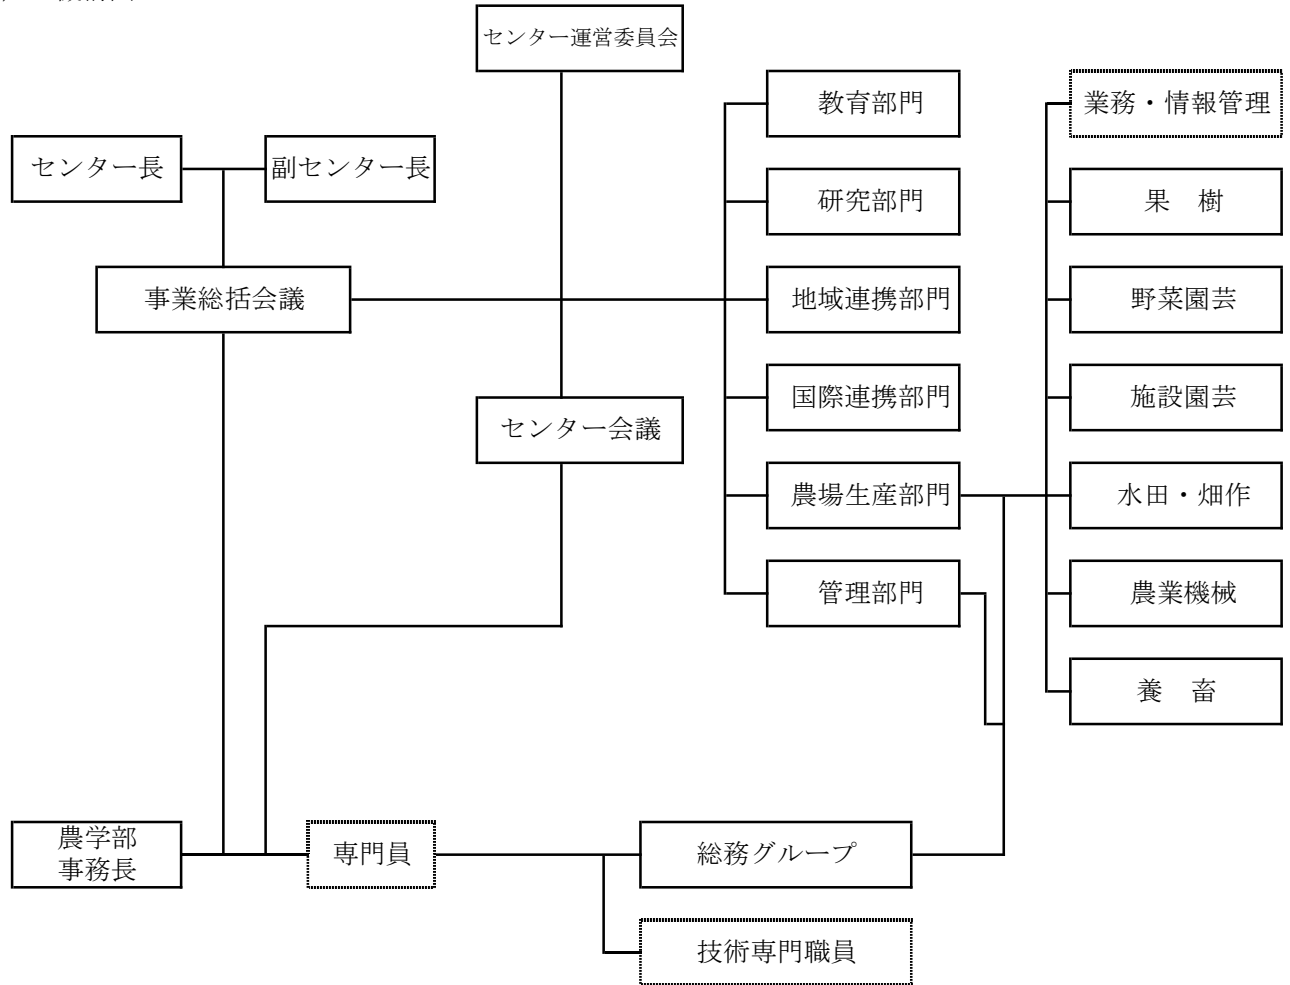 センター運営委員会
教育部門
業務・情報管理
センター長
副センター長
研究部門
果　樹
事業総括会議
地域連携部門
野菜園芸
国際連携部門
施設園芸
センター会議
農場生産部門
水田・畑作
管理部門
農業機械
養　畜
農学部
事務長
専門員
総務グループ
技術専門職員